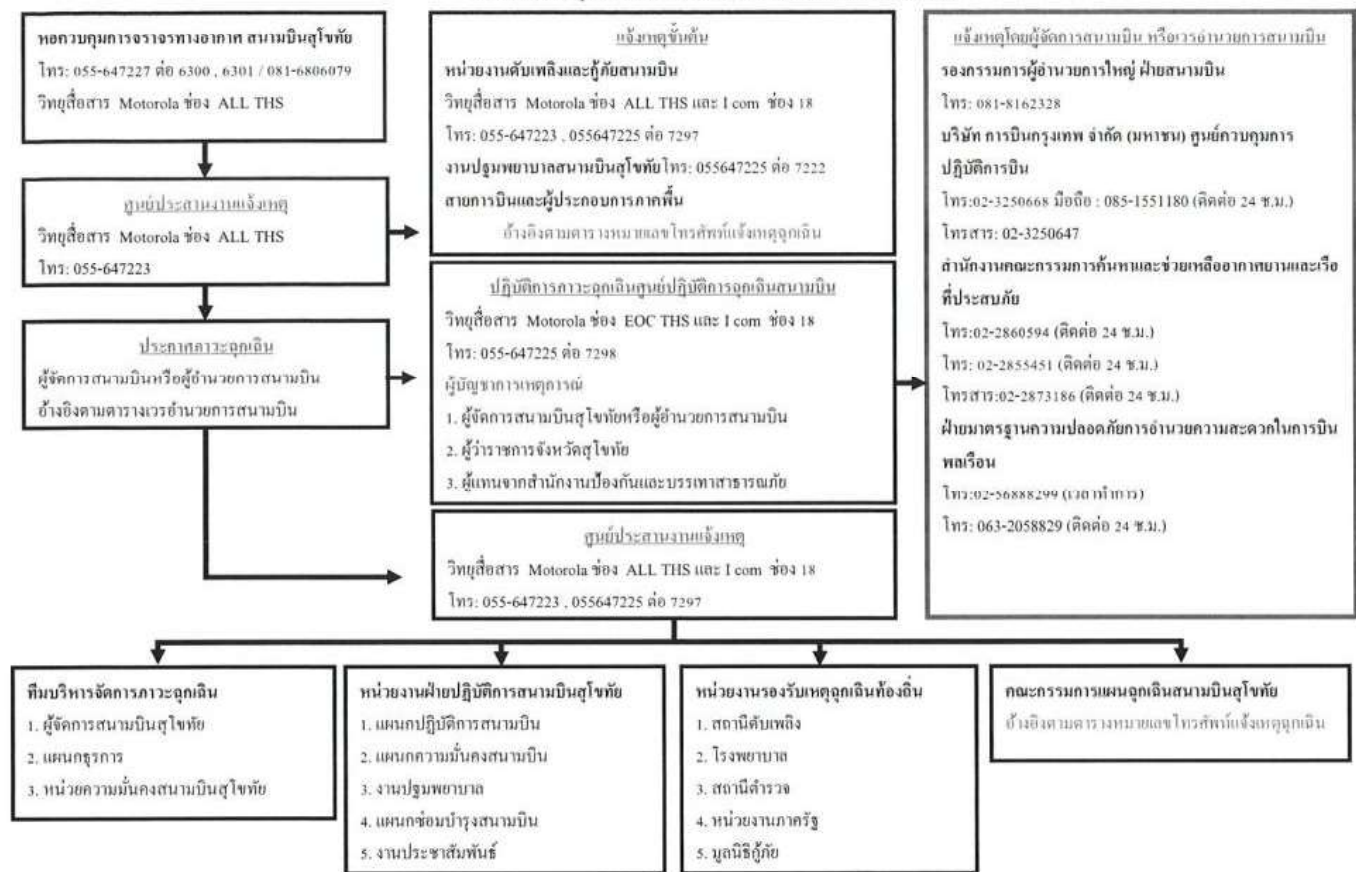 หอควบคุมการจราจรทางอากาศ สนามบินสุโขทัย
โทร: 055-647227 ต่อ 6300 , 6301 / 081-6806079
วิทยุสื่อสาร Motorola ช่อง ALL THS
ศูนย์ประสานงานแจ้งเหตุ
วิทยุสื่อสาร Motorola ช่อง ALL THS
โทร: 055-647223
ประกาศภาวะฉุกเฉิน
ผู้จัดการสนามบินหรือผู้อำนวยการสนามบิน
อ้างอิงตามตารางเวรอำนวยการสนามบิน
แจ้งเหตุขั้นต้น
หน่วยงานดับเพลิงและกู้ภัยสนามบิน
วิทยุสื่อสาร Motorola ช่อง ALL THS และ I com ช่อง 18
โทร: 055-647223 , 055647225 ต่อ 7297
งานปฐมพยาบาลสนามบินสุโขทัยโทร: 055647225 ต่อ 7222
สายการบินและผู้ประกอบการภาคพื้น
อ้างอิงตามตารางหมายเลขโทรศัพท์แจ้งเหตุฉุกเฉิน
ปฏิบัติการภาวะฉุกเฉินศูนย์ปฏิบัติการฉุกเฉินสนามบิน
วิทยุสื่อสาร Motorola ช่อง EOC THS และ I com ช่อง 18
โทร: 055-647225 ต่อ 7298
ผู้บัญชาการเหตุการณ์
1. ผู้จัดการสนามบินสุโขทัยหรือผู้อำนวยการสนามบิน
2. ผู้ว่าราชการจังหวัดสุโขทัย
3. ผู้แทนจากสำนักงานป้องกันและบรรเทาสาธารณภัย
ศูนย์ประสานงานแจ้งเหตุ
วิทยุสื่อสาร Motorola ช่อง ALL THS และ I com ช่อง 18
โทร: 055-647223 , 055647225 ต่อ 7297
แจ้งเหตุโดยผู้จัดการสนามบิน หรือเวรอำนวยการสนามบิน
รองกรรมการผู้อำนวยการใหญ่ ฝ่ายสนามบิน
โทร: 081-8162328
บริษัท การบินกรุงเทพ จำกัด (มหาชน) ศูนย์ควบคุมการ
ปฏิบัติการบิน
โทร:02-3250668 มือถือ : 085-1551180 (ติดต่อ 24 ช.ม.)
โทรสาร: 02-3250647
สำนักงานคณะกรรมการค้นหาและช่วยเหลืออากาศยานและเรือ
ที่ประสบภัย
โทร:02-2860594 (ติดต่อ 24 ช.ม.)
โทร: 02-2855451 (ติดต่อ 24 ช.ม.)
โทรสาร:02-2873186 (ติดต่อ 24 ช.ม.)
ฝ่ายมาตรฐานความปลอดภัยการอำนวยความสะดวกในการบิน
พลเรือน
โทร:02-56888299 (เวลาทำการ)
โทร: 063-2058829 (ติดต่อ 24 ช.ม.)
ทีมบริหารจัดการภาวะฉุกเฉิน
1. ผู้จัดการสนามบินสุโขทัย
2. แผนกธุรการ
3. หน่วยความมั่นคงสนามบินสุโขทัย
หน่วยงานฝ่ายปฏิบัติการสนามบินสุโขทัย
1. แผนกปฏิบัติการสนามบิน
2. แผนกความมั่นคงสนามบิน
3. งานปฐมพยาบาล
4. แผนกซ่อมบำรุงสนามบิน
5. งานประชาสัมพันธ์
หน่วยงานรองรับเหตุฉุกเฉินท้องถิ่น
1. สถานีดับเพลิง
2. โรงพยาบาล
3. สถานีตำรวจ
4. หน่วยงานภาครัฐ
5. มูลนิธิกู้ภัย
คณะกรรมการแผนฉุกเฉินสนามบินสุโขทัย
อ้างอิงตามตารางหมายเลขโทรศัพท์แจ้งเหตุฉุกเฉิน